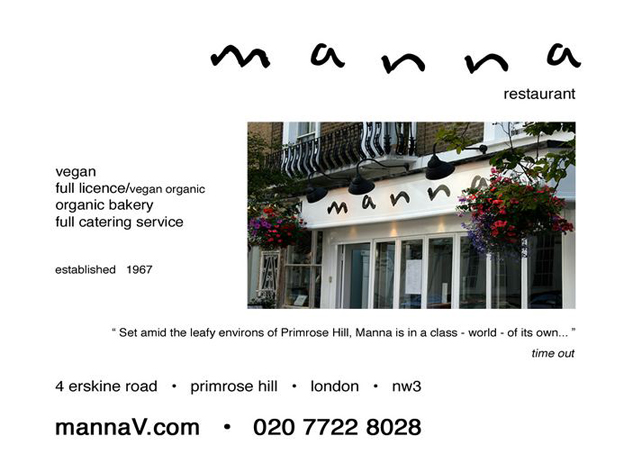 manna
restaurant
manna
vegan
full licence/vegan organic
organic bakery
full catering service
established 1967
“ Set amid the leafy environs of Primrose Hill, Manna is in a class - world - of its own... ”
time out
4 erskine road • primrose hill • london • nw3
mannaV.com • 020 7722 8028